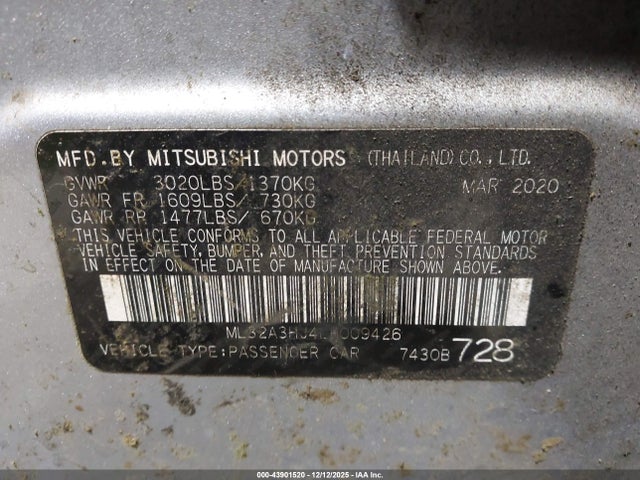 MFD.BY MITSUBISHI MOTORS (THAILAND) CO., LTD.
GVWR 3020LBS/1370KG MAR 2020
GAWR FR 1609LBS/ 730KG
GAWR RR 1477LBS/ 670KG
THIS VEHICLE CONFORMS TO ALL APPLICABLE FEDERAL MOTOR
VEHICLE SAFETY, BUMPER, AND THEFT PREVENTION STANDARDS
IN EFFECT ON THE DATE OF MANUFACTURE SHOWN ABOVE.
VEHICLE TYPE:PASSENGER CAR 7430B 728
000-43901520 - 12/12/2025 - IAA Inc.